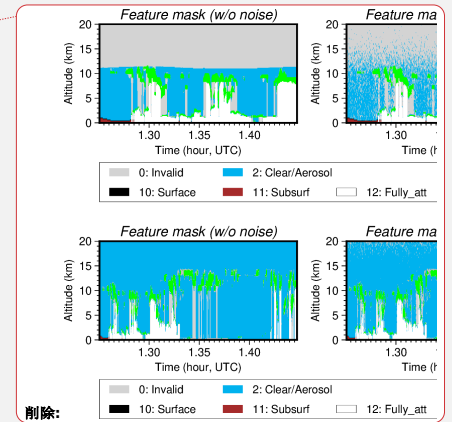 Feature mask (w/o noise) Feature ma
Altitude (km) 20 15 10 5 0 Altitude (km) 20 15 10 5 0
1.30 1.35 1.40 1.30
Time (hour, UTC) Time (h
0: Invalid 2: Clear/Aerosol
10: Surface 11: Subsurf 12: Fully_att
Feature mask (w/o noise) Feature ma
Altitude (km) 20 15 10 5 0 Altitude (km) 20 15 10 5 0
1.30 1.35 1.40 1.30
Time (hour, UTC) Time (h
0: Invalid 2: Clear/Aerosol
10: Surface 11: Subsurf 12: Fully_att
削除: